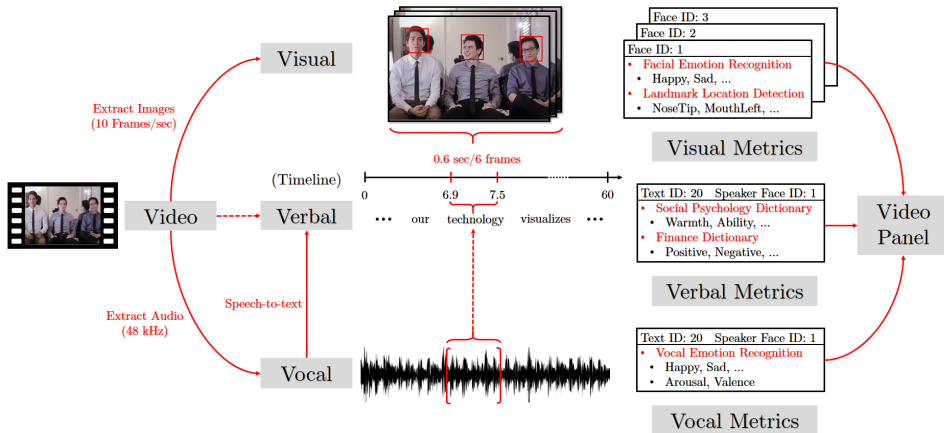 Visual
Extract Images
(10 Frames/sec)
0.6 sec/6 frames
(Timeline)
0
6.9
7.5
60
Video
Verbal
••• our technology visualizes •••
Speech-to-text
Extract Audio
(48 kHz)
Vocal
Face ID: 3
Face ID: 2
Face ID: 1
• Facial Emotion Recognition
• Happy, Sad, ...
• Landmark Location Detection
• NoseTip, MouthLeft, ...
Visual Metrics
Text ID: 20 Speaker Face ID: 1
• Social Psychology Dictionary
• Warmth, Ability, ...
• Finance Dictionary
• Positive, Negative, ...
Verbal Metrics
Text ID: 20 Speaker Face ID: 1
• Vocal Emotion Recognition
• Happy, Sad, ...
• Arousal, Valence
Vocal Metrics
Video
Panel